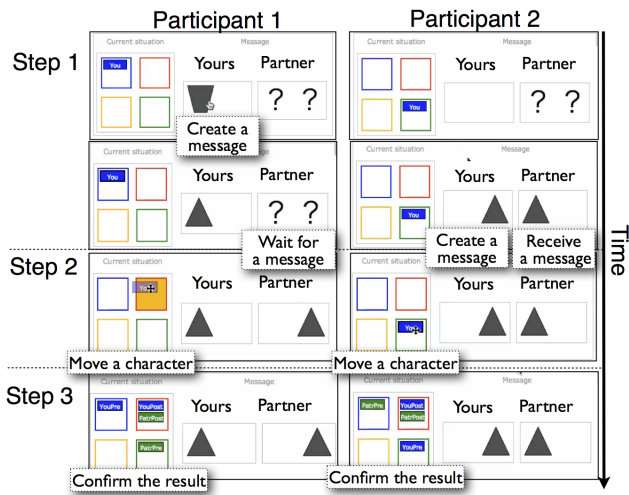 Participant 1
Participant 2
Step 1
Current situation
Message
You
Yours
Partner
? ?
Create a
message
Current situation
Message
You
Yours
Partner
? ?
Current situation
Message
You
Yours
Partner
? ?
Wait for
a message
Current situation
Message
You
Yours
Partner
Create a
message
Receive
a message
Time
Step 2
Current situation
Message
You
Yours
Partner
Move a character
Current situation
Message
You
Yours
Partner
Move a character
Step 3
Current situation
Message
YouPre
YouPost
PatrPost
PatrPre
Yours
Partner
Confirm the result
Current situation
Message
PatrPre
YouPost
PatrPost
YouPre
Yours
Partner
Confirm the result